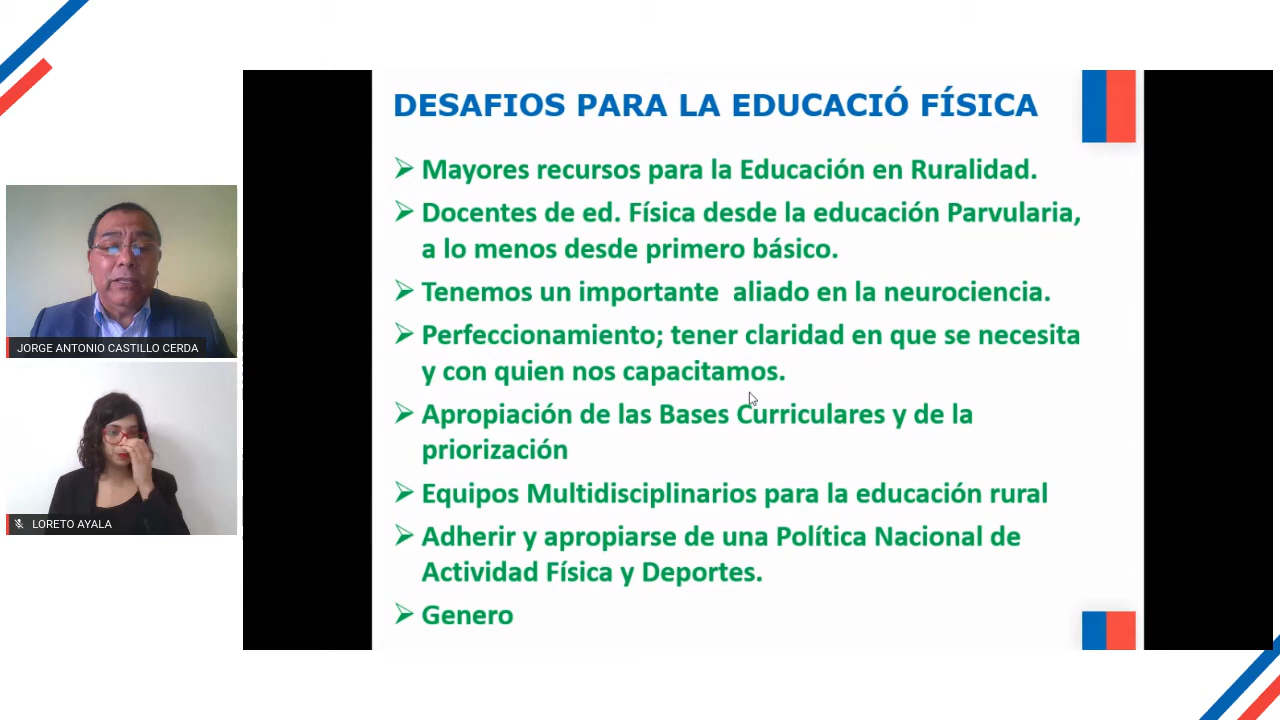 DESAFIOS PARA LA EDUCACIÓ FÍSICA
Mayores recursos para la Educación en Ruralidad.
Docentes de ed. Física desde la educación Parvularia,
a lo menos desde primero básico.
Tenemos un importante  aliado en la neurociencia.
Perfeccionamiento; tener claridad en que se necesita
y con quien nos capacitamos.
Apropiación de las Bases Curriculares y de la
priorización
Equipos Multidisciplinarios para la educación rural
Adherir y apropiarse de una Política Nacional de
Actividad Física y Deportes.
Genero
JORGE ANTONIO CASTILLO CERDA
LORETO AYALA